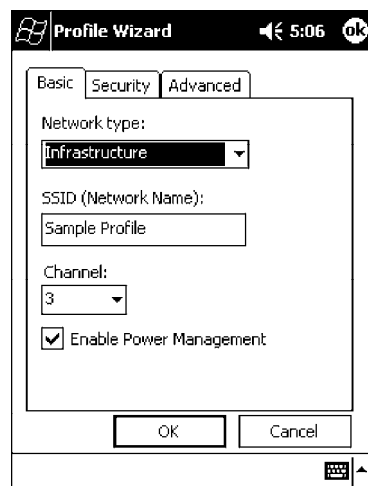 Profile Wizard 5:06 ok
Basic Security Advanced
Network type:
Infrastructure
SSID (Network Name):
Sample Profile
Channel:
3
Enable Power Management
OK Cancel